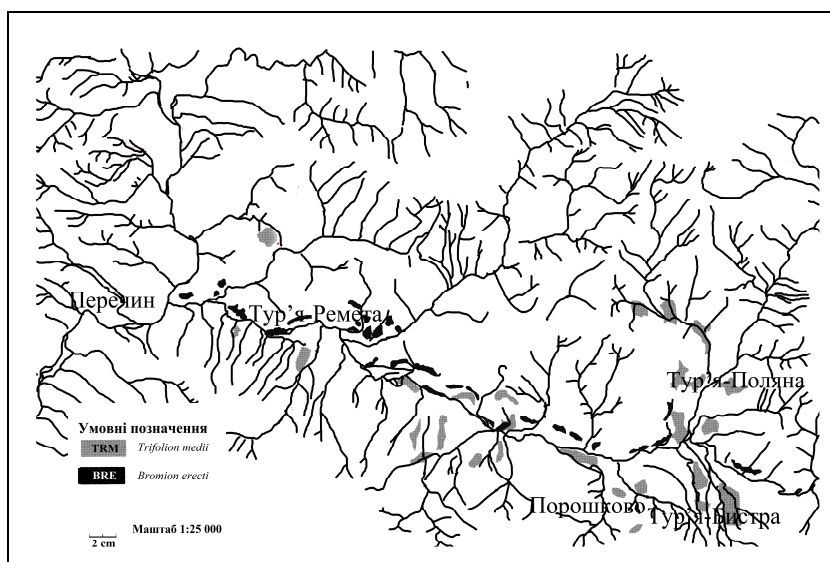 Перечин
Тур’я-Ремета
Тур’я-Поляна
Умовні позначення
TRM Trifolion medii
BRE Bromion erecti
Порошково
Тур’я-Бистра
Маштаб 1:25 000
2 cm